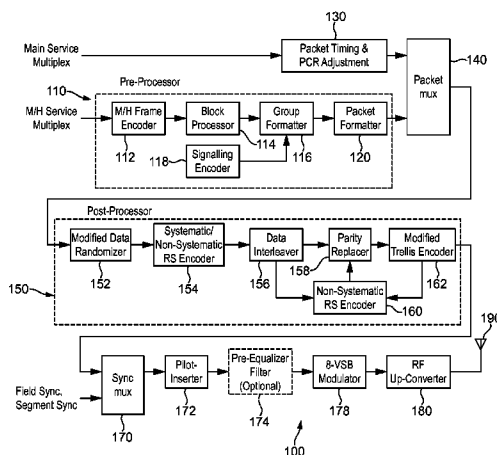 130
Main Service
Multiplex
Packet Timing &
PCR Adjustment
140
Packet
mux
Pre-Processor
110
M/H Service
Multiplex
M/H Frame
Encoder
Block
Processor
Group
Formatter
Packet
Formatter
112
114
116
120
118
Signalling
Encoder
Post-Processor
Modified Data
Randomizer
Systematic/
Non-Systematic
RS Encoder
Data
Interleaver
Parity
Replacer
Modified
Trellis Encoder
150
152
154
156
158
162
Non-Systematic
RS Encoder
160
190
Sync
mux
Pilot-
Inserter
Pre-Equalizer
Filter
(Optional)
8-VSB
Modulator
RF
Up-Converter
Field Sync,
Segment Sync
170
172
174
178
180
100